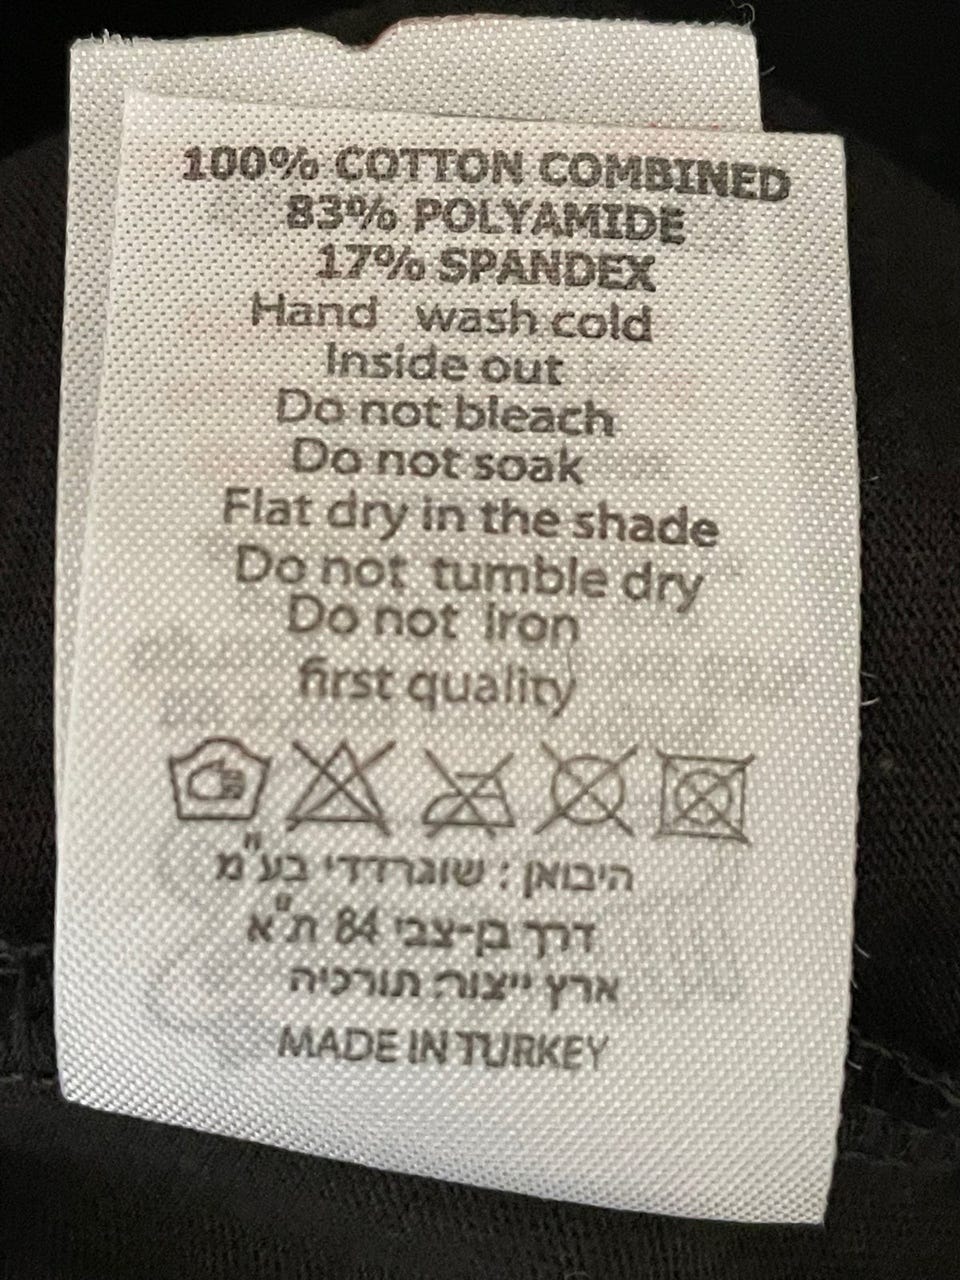 100% COTTON COMBINED
83% POLYAMIDE
17% SPANDEX
Hand wash cold
Inside out
Do not bleach
Do not soak
Flat dry in the shade
Do not tumble dry
Do not iron
first quality
היבואן : שוגרדדי בע"מ
דרך בן-צבי 84 ת"א
ארץ ייצור: תורכיה
MADE IN TURKEY